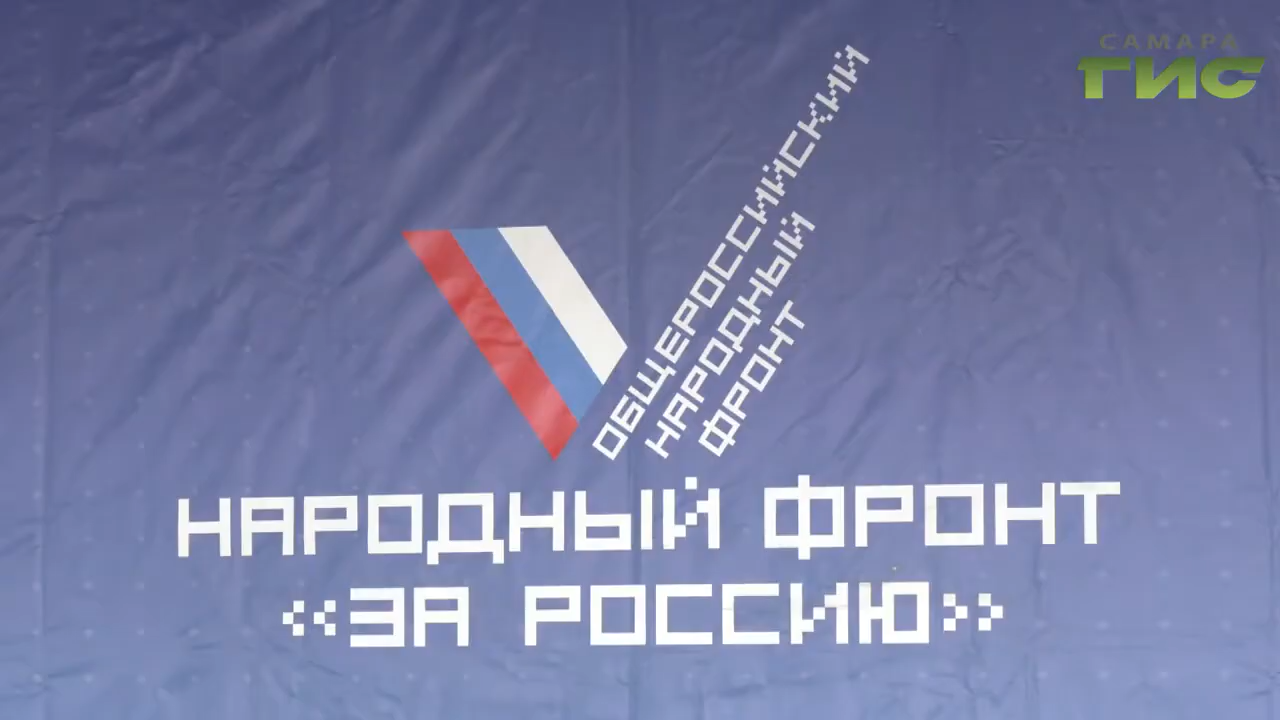 САМАРА
ГИС
ОБЩЕРОССИЙСКИЙ
НАРОДНЫЙ
ФРОНТ
НАРОДНЫЙ ФРОНТ
«ЗА РОССИЮ»